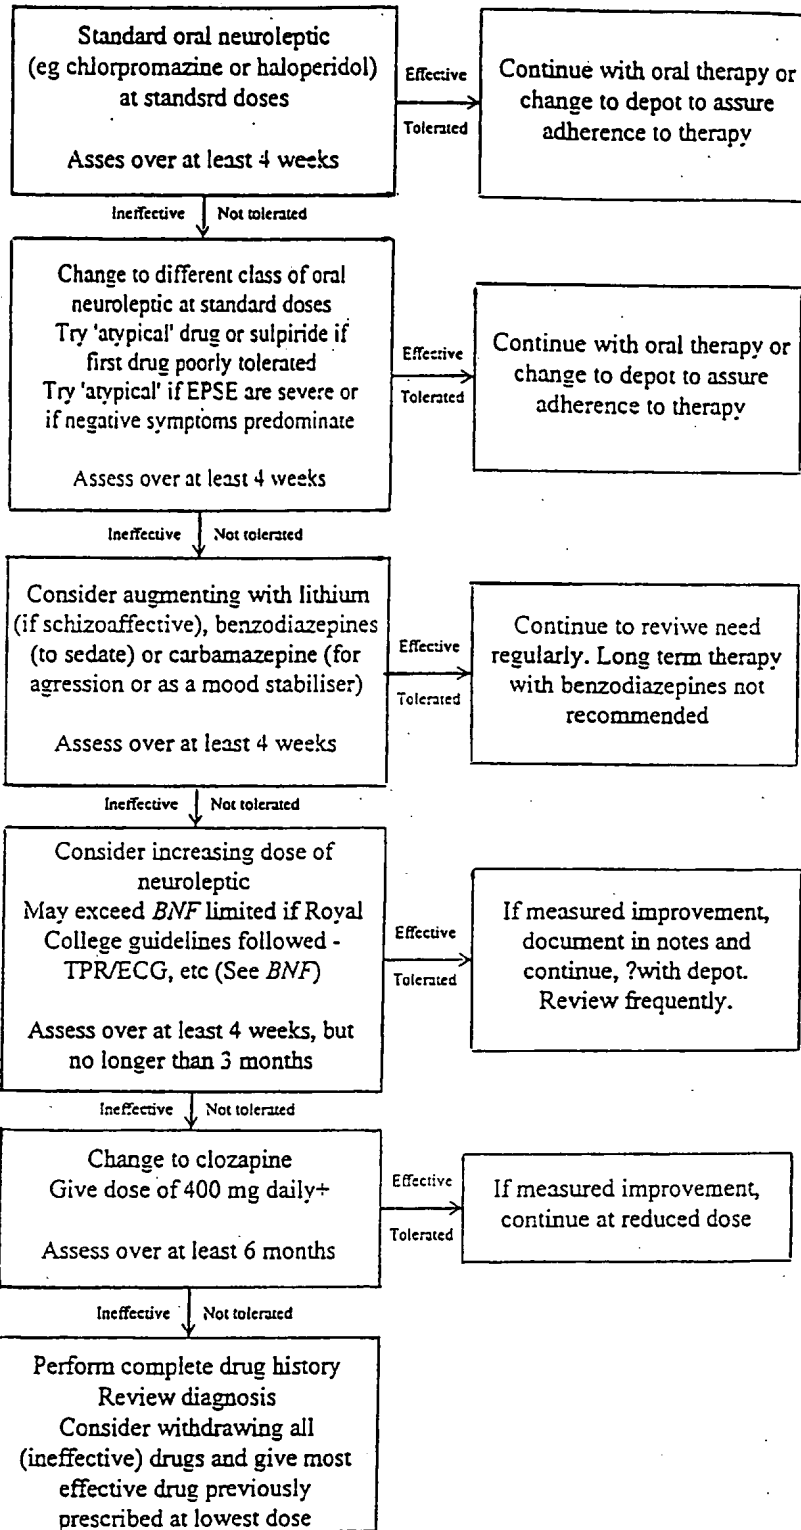 Standard oral neuroleptic
(eg chlorpromazine or haloperidol)
at standsrd doses
Asses over at least 4 weeks
Effective
Tolerated
Continue with oral therapy or
change to depot to assure
adherence to therapy
Ineffective Not tolerated
Change to different class of oral
neuroleptic at standard doses
Try 'atypical' drug or sulpiride if
first drug poorly tolerated
Try 'atypical' if EPSE are severe or
if negative symptoms predominate
Assess over at least 4 weeks
Effective
Tolerated
Continue with oral therapy or
change to depot to assure
adherence to therapy
Ineffective Not tolerated
Consider augmenting with lithium
(if schizoaffective), benzodiazepines
(to sedate) or carbamazepine (for
agression or as a mood stabiliser)
Assess over at least 4 weeks
Effective
Tolerated
Continue to reviwe need
regularly. Long term therapy
with benzodiazepines not
recommended
Ineffective Not tolerated
Consider increasing dose of
neuroleptic
May exceed BNF limited if Royal
College guidelines followed -
TPR/ECG, etc (See BNF)
Assess over at least 4 weeks, but
no longer than 3 months
Effective
Tolerated
If measured improvement,
document in notes and
continue, ?with depot.
Review frequently.
Ineffective Not tolerated
Change to clozapine
Give dose of 400 mg daily+
Assess over at least 6 months
Effective
Tolerated
If measured improvement,
continue at reduced dose
Ineffective Not tolerated
Perform complete drug history
Review diagnosis
Consider withdrawing all
(ineffective) drugs and give most
effective drug previously
prescribed at lowest dose